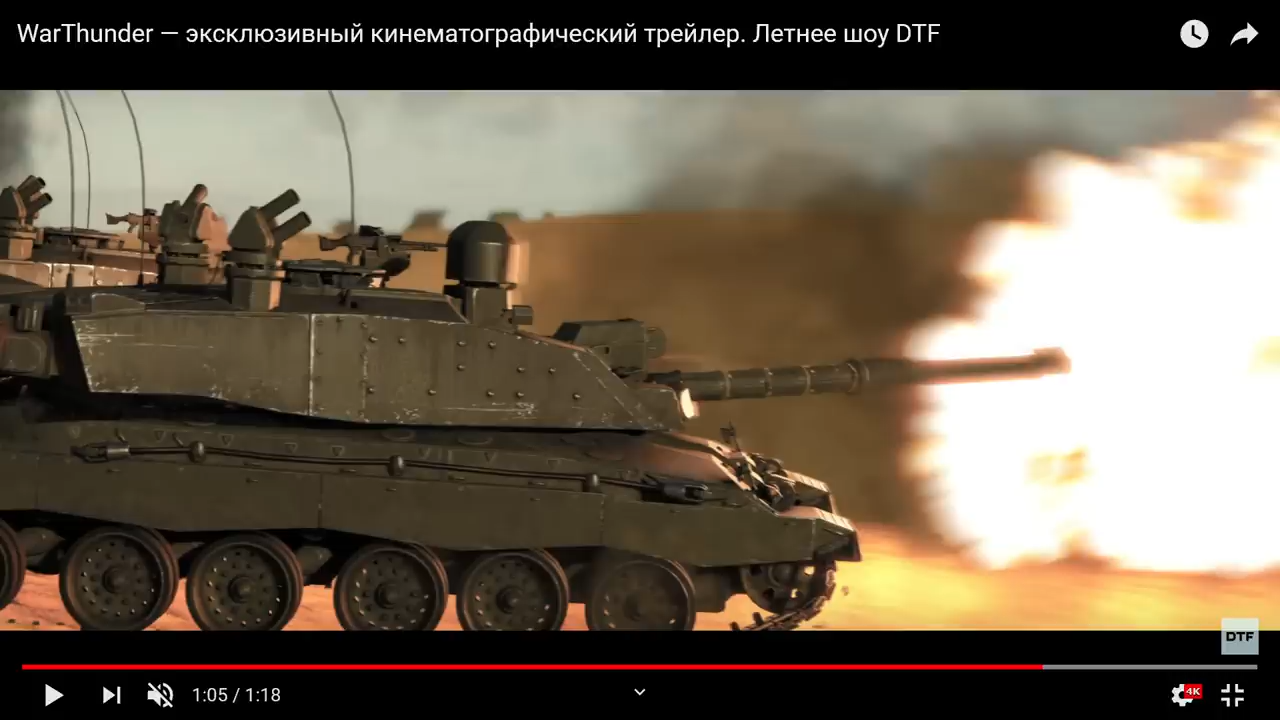 WarThunder — эксклюзивный кинематографический трейлер. Летнее шоу DTF
DTF
1:05 / 1:18
4K